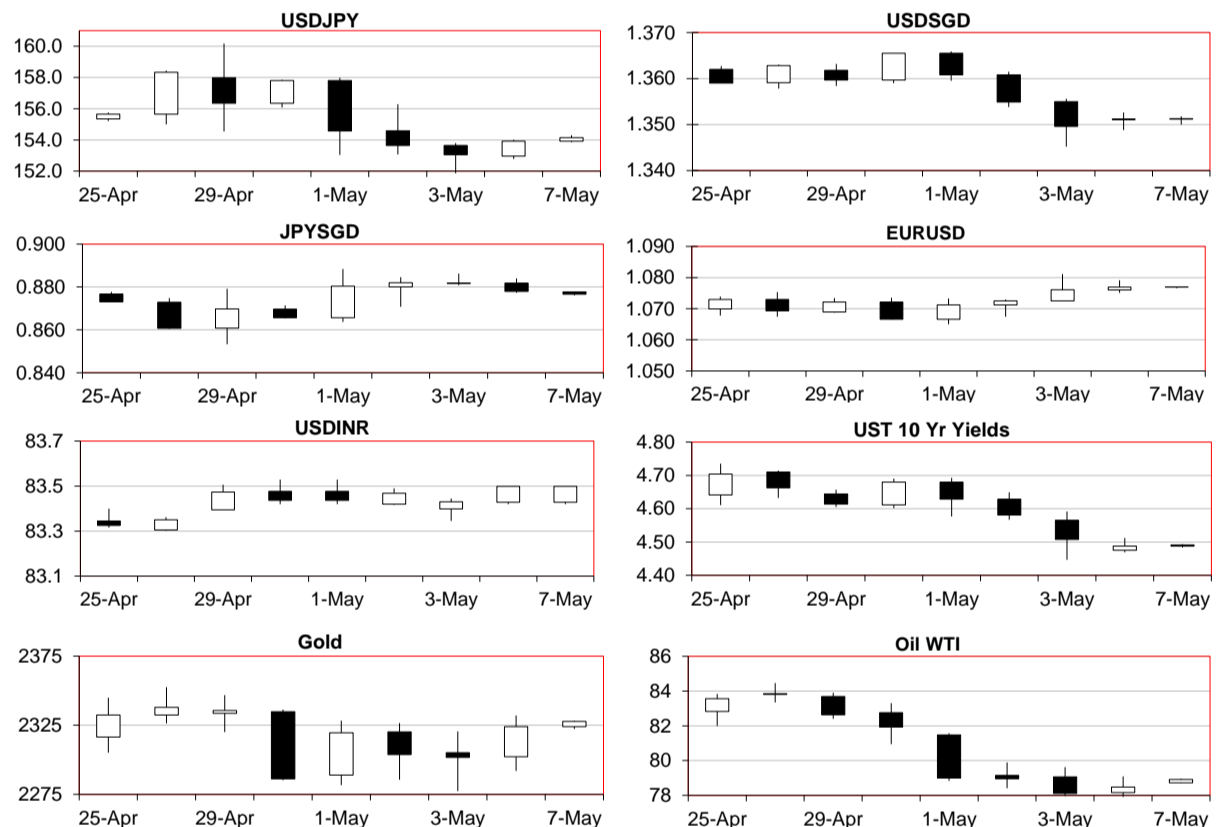 USDJPY
160.0
158.0
156.0
154.0
152.0
25-Apr 29-Apr 1-May 3-May 7-May
USDSGD
1.370
1.360
1.350
1.340
25-Apr 29-Apr 1-May 3-May 7-May
JPYSGD
0.900
0.880
0.860
0.840
25-Apr 29-Apr 1-May 3-May 7-May
EURUSD
1.090
1.080
1.070
1.060
1.050
25-Apr 29-Apr 1-May 3-May 7-May
USDINR
83.7
83.5
83.3
83.1
25-Apr 29-Apr 1-May 3-May 7-May
UST 10 Yr Yields
4.80
4.70
4.60
4.50
4.40
25-Apr 29-Apr 1-May 3-May 7-May
Gold
2375
2325
2275
25-Apr 29-Apr 1-May 3-May 7-May
Oil WTI
86
84
82
80
78
25-Apr 29-Apr 1-May 3-May 7-May